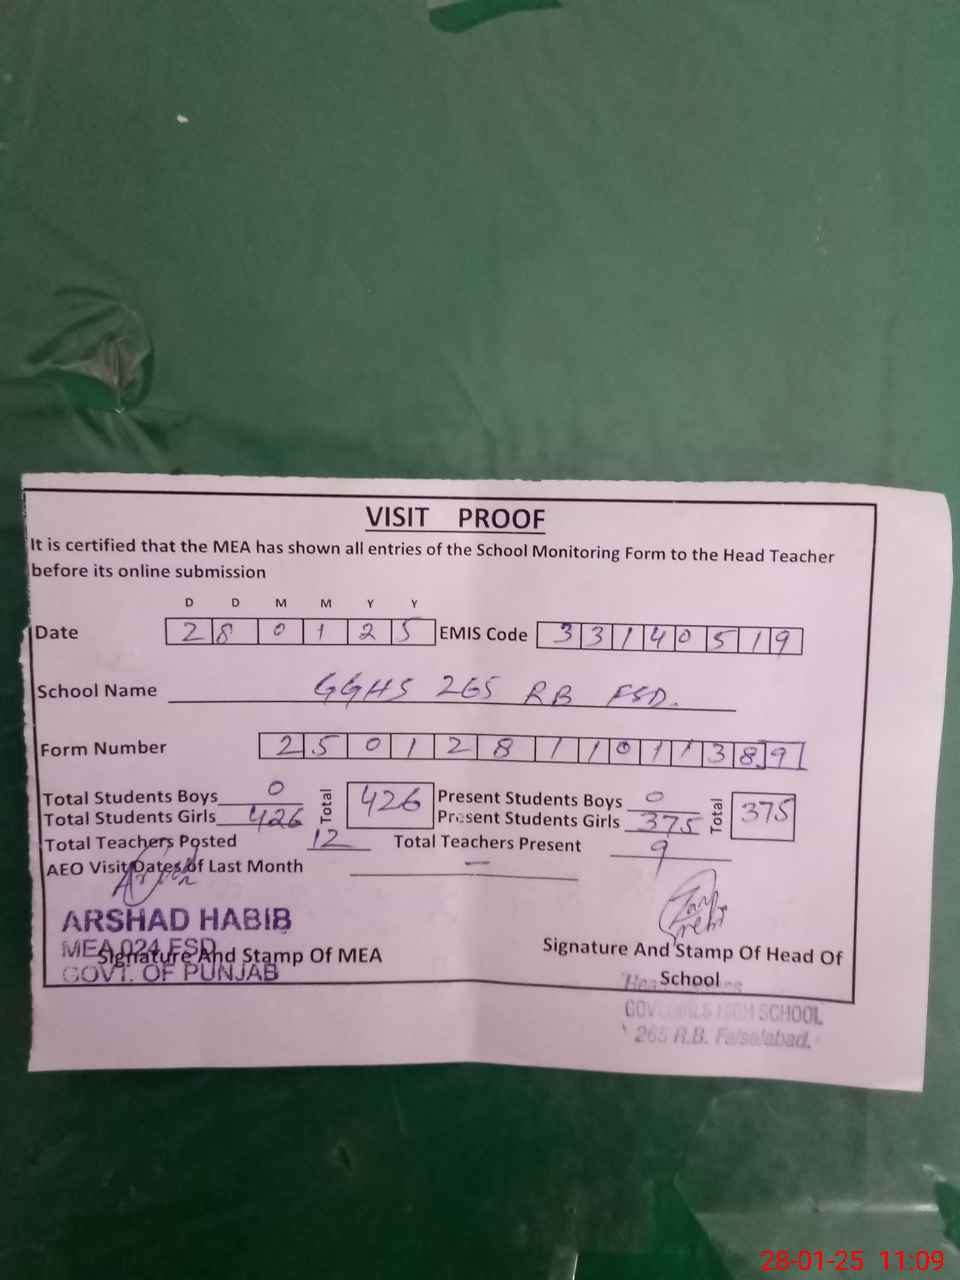 VISIT PROOF
It is certified that the MEA has shown all entries of the School Monitoring Form to the Head Teacher
before its online submission
D D M M Y Y
Date 2 8 0 1 2 5 EMIS Code 3 3 1 4 0 5 1 9
School Name GGHS 265 RB FSD.
Form Number 2 5 0 1 2 8 1 1 0 1 1 3 8 9
Total Students Boys 0 Total 426 Present Students Boys 0 Total 375
Total Students Girls 426 Present Students Girls 375
Total Teachers Posted 12 Total Teachers Present 9
AEO Visit Dates of Last Month —
ARSHAD HABIB
MEA 024 FSD
Signature And Stamp Of MEA
GOVT. OF PUNJAB
Signature And Stamp Of Head Of
School
GOVT. GIRLS HIGH SCHOOL
265 R.B. Faisalabad.
28-01-25 11:09